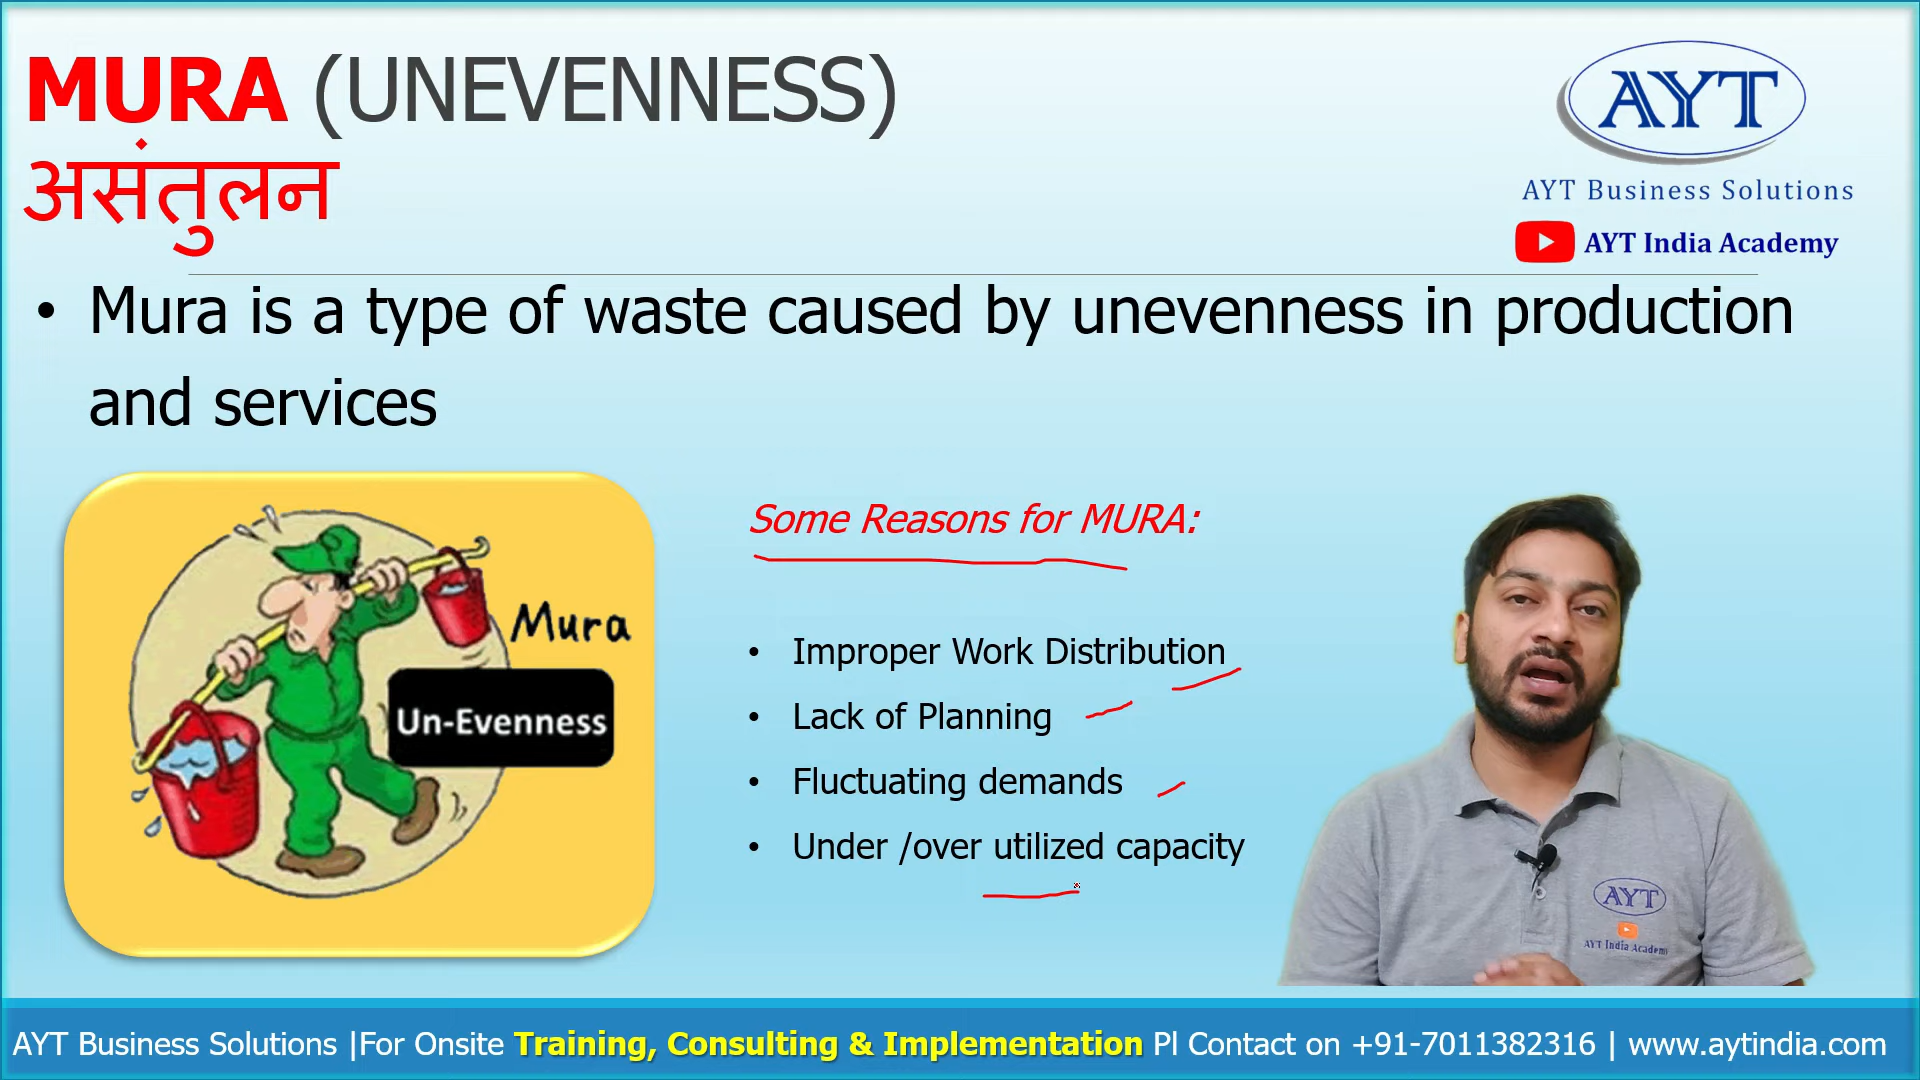 MURA (UNEVENNESS)
असंतुलन
AYT
AYT Business Solutions
AYT India Academy
• Mura is a type of waste caused by unevenness in production
and services
Mura
Un-Evenness
Some Reasons for MURA:
• Improper Work Distribution
• Lack of Planning
• Fluctuating demands
• Under /over utilized capacity
AYT
AYT India Academy
AYT Business Solutions |For Onsite Training, Consulting & Implementation Pl Contact on +91-7011382316 | www.aytindia.com